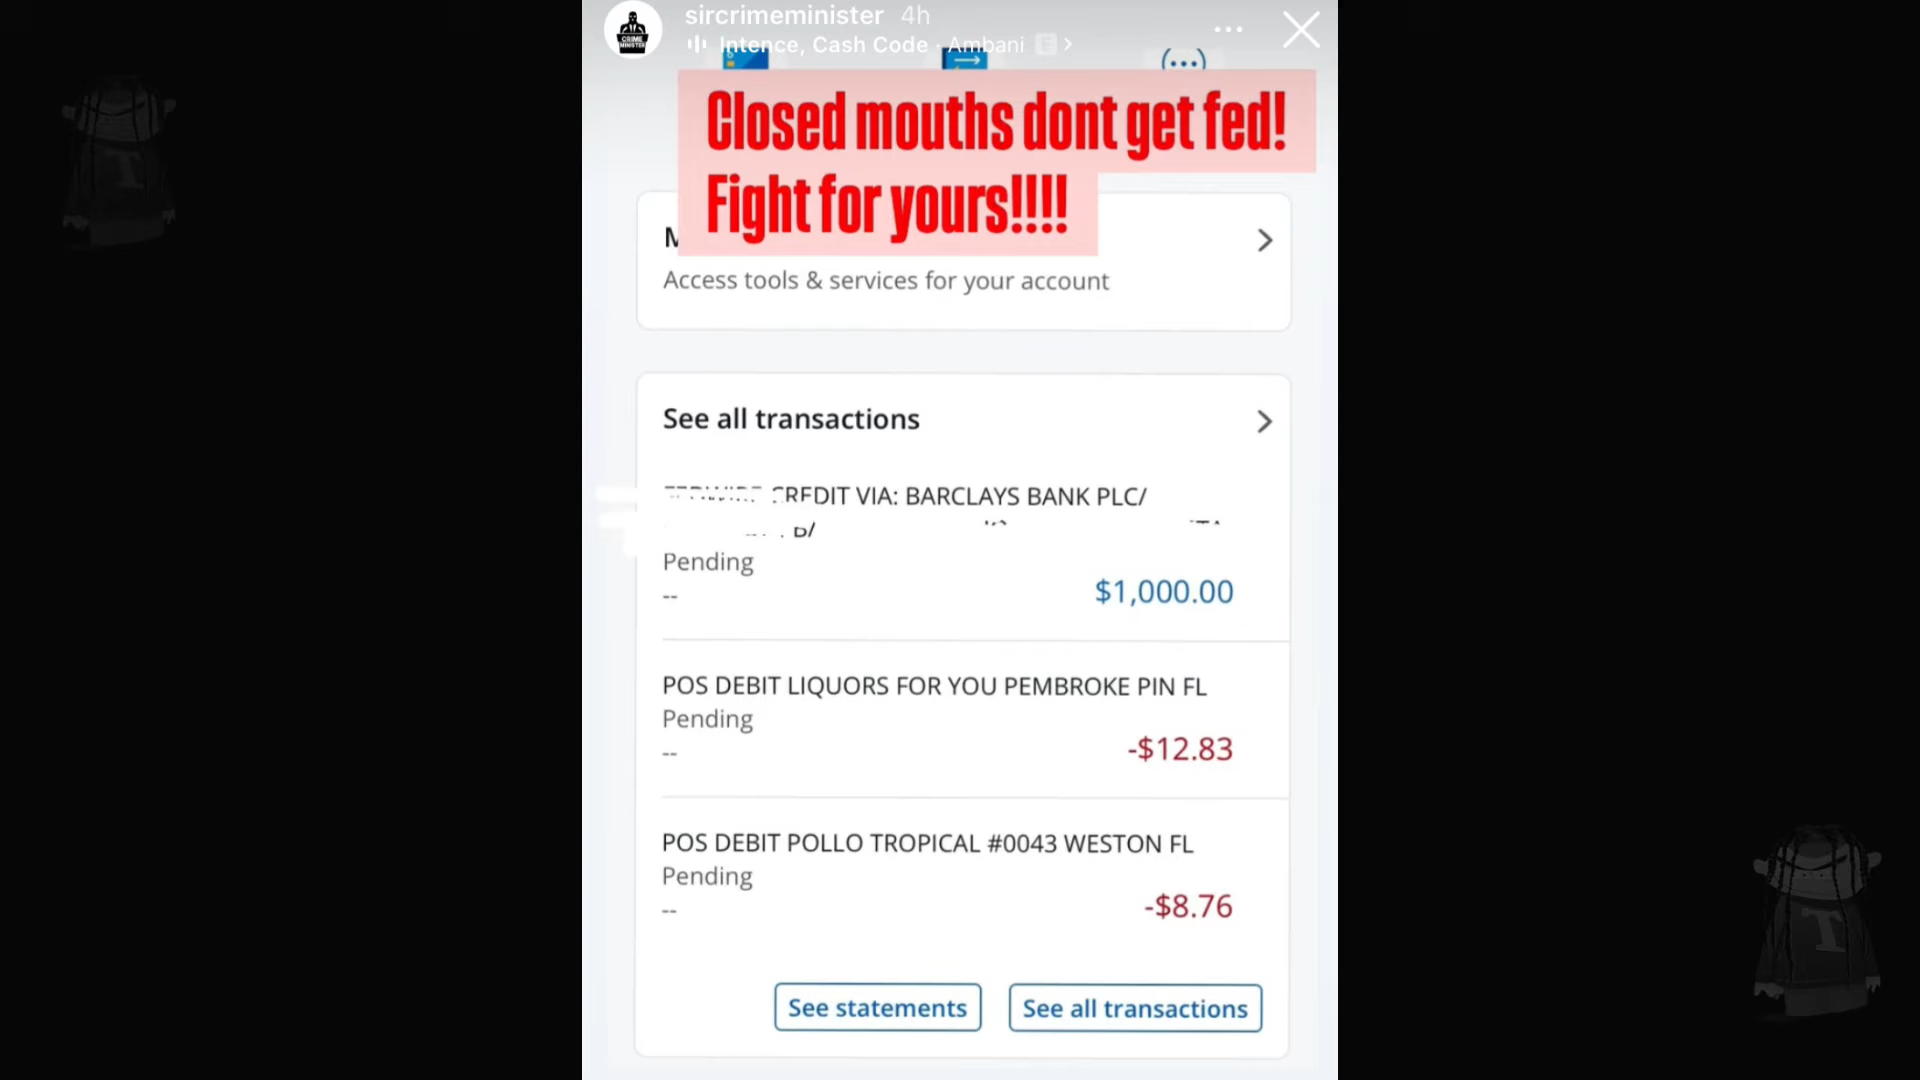 sircrimeminister 4h
Intence, Cash Code · Ambani E
CRIME
MINISTER
Closed mouths dont get fed!
Fight for yours!!!!
Access tools & services for your account
See all transactions
CREDIT VIA: BARCLAYS BANK PLC/
B/
Pending
--
$1,000.00
POS DEBIT LIQUORS FOR YOU PEMBROKE PIN FL
Pending
--
-$12.83
POS DEBIT POLLO TROPICAL #0043 WESTON FL
Pending
--
-$8.76
See statements
See all transactions
T
T